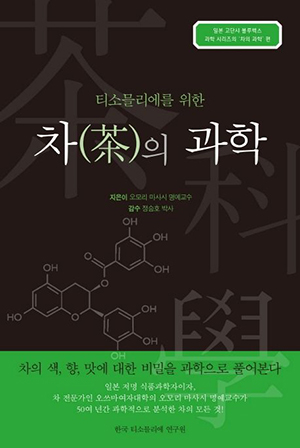 일본 고단샤 블루벅스
과학 시리즈의 '차의 과학' 편
티소믈리에를 위한
차(茶)의 과학
茶
科
學
지은이 오모리 마사시 명예교수
감수 정승호 박사
OH
OH
OH
O
O
OH
HO
O
OH
OH
OH
차의 색, 향, 맛에 대한 비밀을 과학으로 풀어본다
일본 저명 식품과학자이자,
차 전문가인 오쓰마여자대학의 오모리 마사시 명예교수가
50여 년간 과학적으로 분석한 차의 모든 것!
한국 티소믈리에 연구원